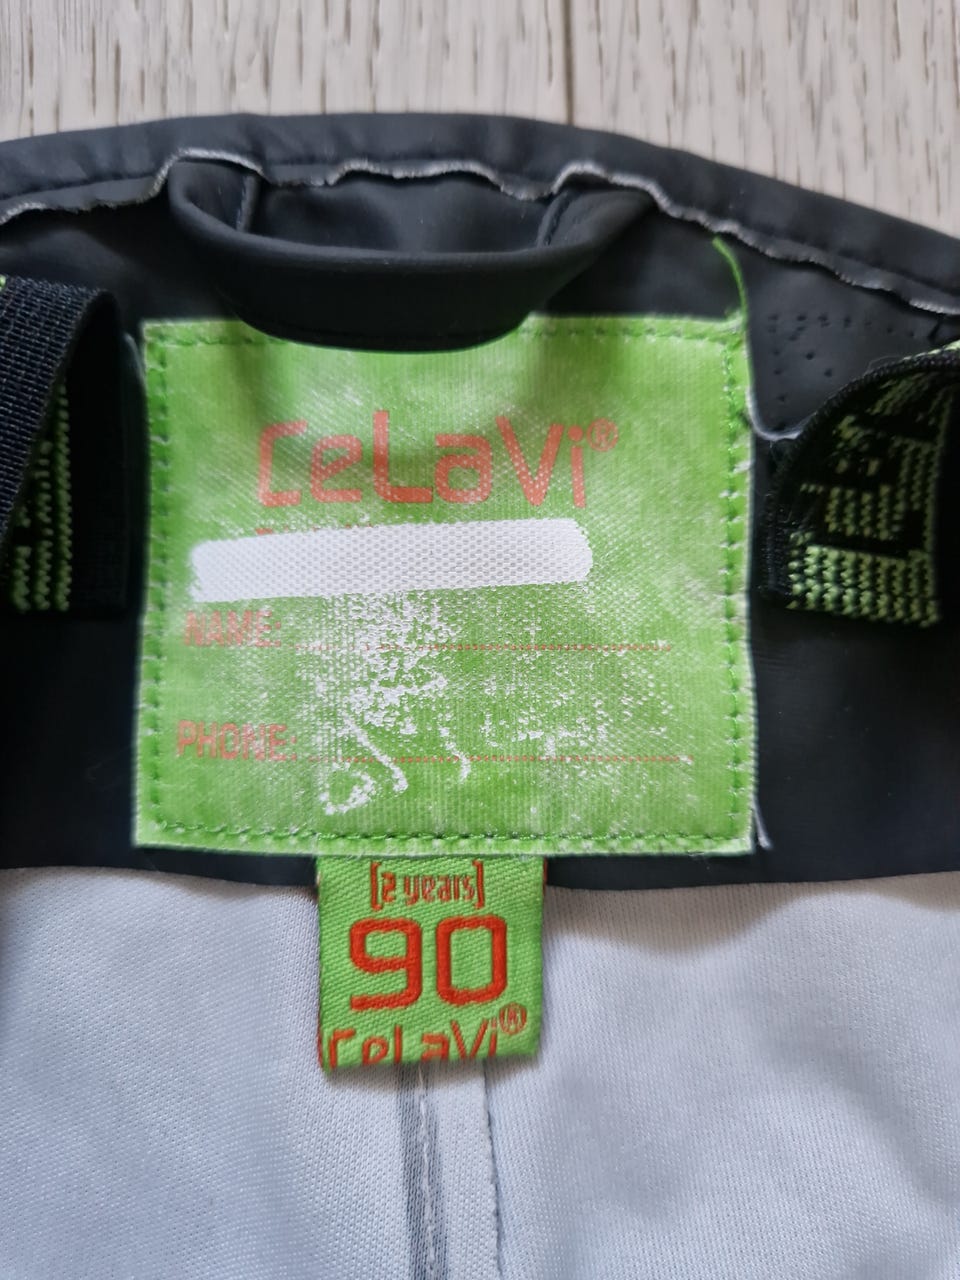 CeLaVi®
NAME:
PHONE:
[2 years]
90
CeLaVi®